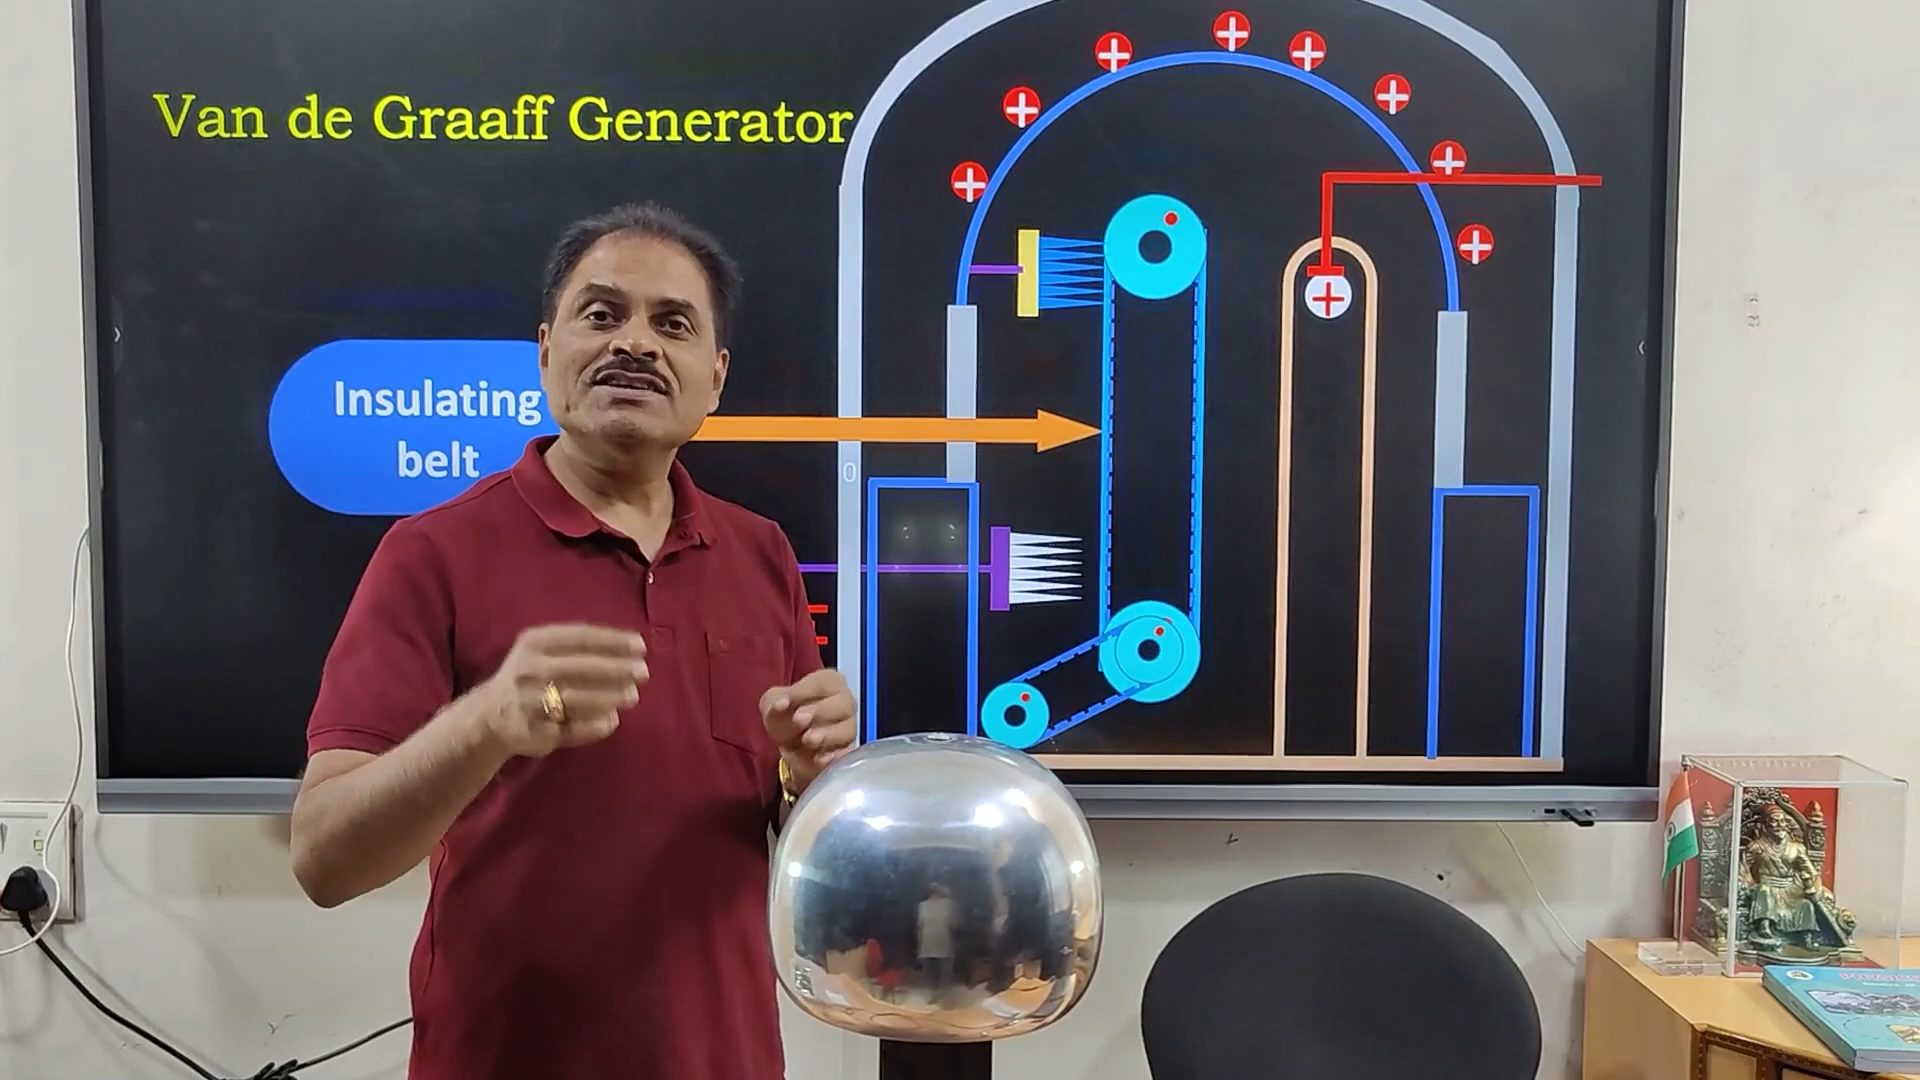 Van de Graaff Generator
Insulating
belt